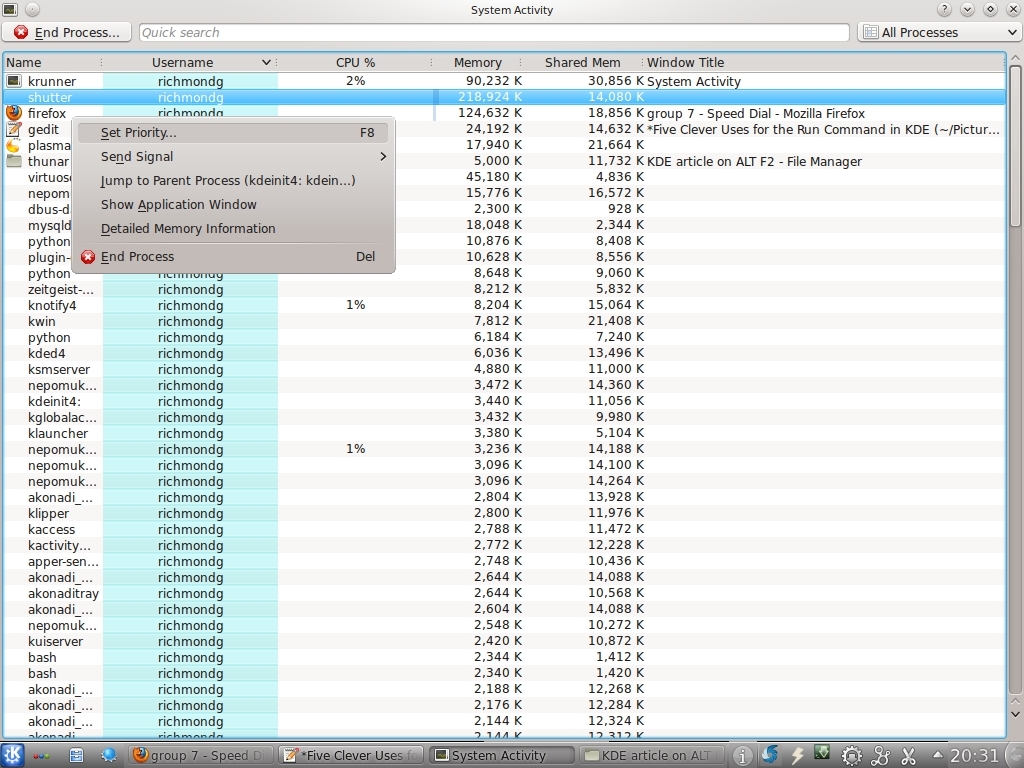 System Activity
End Process... Quick search All Processes
Name Username CPU % Memory Shared Mem Window Title
krunner richmondg 2% 90,232 K 30,856 K System Activity
shutter richmondg 218,924 K 14,080 K
firefox richmondg 124,632 K 18,856 K group 7 - Speed Dial - Mozilla Firefox
gedit 24,192 K 14,632 K *Five Clever Uses for the Run Command in KDE (~/Pictur...
plasma 17,940 K 21,664 K
thunar 5,000 K 11,732 K KDE article on ALT F2 - File Manager
virtuos 45,180 K 4,836 K
nepom 15,776 K 16,572 K
dbus-d 2,300 K 928 K
mysqld 18,048 K 2,344 K
python 10,876 K 8,408 K
plugin- 10,628 K 8,556 K
python richmondg 8,648 K 9,060 K
Set Priority... F8
Send Signal
Jump to Parent Process (kdeinit4: kdein...)
Show Application Window
Detailed Memory Information
End Process Del
zeitgeist-... richmondg 8,212 K 5,832 K
knotify4 richmondg 1% 8,204 K 15,064 K
kwin richmondg 7,812 K 21,408 K
python richmondg 6,184 K 7,240 K
kded4 richmondg 6,036 K 13,496 K
ksmserver richmondg 4,880 K 11,000 K
nepomuk... richmondg 3,472 K 14,360 K
kdeinit4: richmondg 3,440 K 11,056 K
kglobalac... richmondg 3,432 K 9,980 K
klauncher richmondg 3,380 K 5,104 K
nepomuk... richmondg 1% 3,236 K 14,188 K
nepomuk... richmondg 3,096 K 14,100 K
nepomuk... richmondg 3,096 K 14,264 K
akonadi_... richmondg 2,804 K 13,928 K
klipper richmondg 2,800 K 11,976 K
kaccess richmondg 2,788 K 11,472 K
kactivity... richmondg 2,772 K 12,228 K
apper-sen... richmondg 2,748 K 10,436 K
akonadi_... richmondg 2,644 K 14,088 K
akonaditray richmondg 2,644 K 10,568 K
akonadi_... richmondg 2,604 K 14,088 K
nepomuk... richmondg 2,548 K 10,272 K
kuiserver richmondg 2,420 K 10,872 K
bash richmondg 2,344 K 1,412 K
bash richmondg 2,340 K 1,420 K
akonadi_... richmondg 2,188 K 12,268 K
akonadi_... richmondg 2,176 K 12,284 K
akonadi_... richmondg 2,144 K 12,324 K
akonadi_... richmondg 2,144 K 12,312 K
group 7 - Speed D *Five Clever Uses fo System Activity KDE article on ALT 20:31